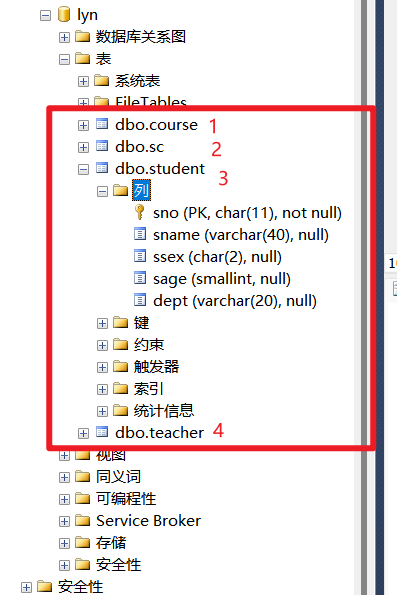 lyn
数据库关系图
表
系统表
FileTables
dbo.course 1
dbo.sc 2
dbo.student 3
列
sno (PK, char(11), not null)
sname (varchar(40), null)
ssex (char(2), null)
sage (smallint, null)
dept (varchar(20), null)
键
约束
触发器
索引
统计信息
dbo.teacher 4
视图
同义词
可编程性
Service Broker
存储
安全性
安全性